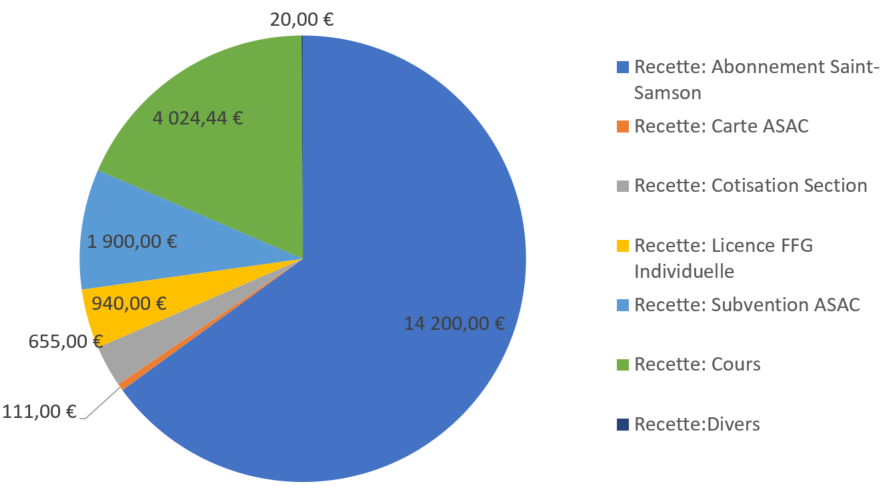 20,00 €
4 024,44 €
1 900,00 €
940,00 €
655,00 €
111,00 €
14 200,00 €
Recette: Abonnement Saint-
Samson
Recette: Carte ASAC
Recette: Cotisation Section
Recette: Licence FFG
Individuelle
Recette: Subvention ASAC
Recette: Cours
Recette:Divers